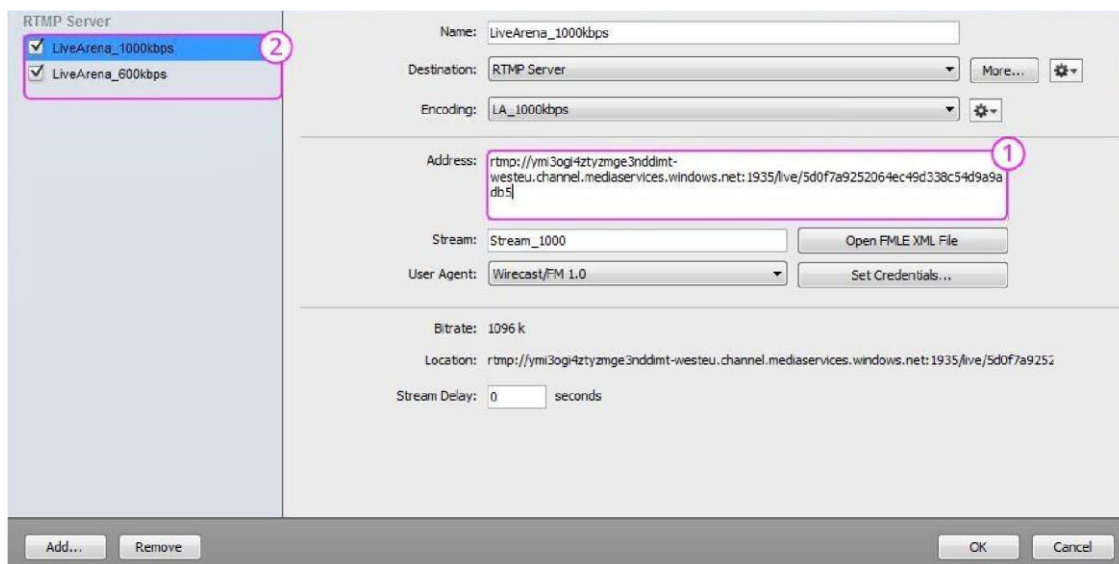 RTMP Server
LiveArena_1000kbps
2
LiveArena_600kbps
Name: LiveArena_1000kbps
Destination: RTMP Server More...
Encoding: LA_1000kbps
1
Address: rtmp://ymi3ogi4ztyzmge3nddimt-
westeu.channel.mediaservices.windows.net:1935/live/5d0f7a9252064ec49d338c54d9a9a
db5
Stream: Stream_1000 Open FMLE XML File
User Agent: Wirecast/FM 1.0 Set Credentials...
Bitrate: 1096 k
Location: rtmp://ymi3ogi4ztyzmge3nddimt-westeu.channel.mediaservices.windows.net:1935/live/5d0f7a9252
Stream Delay: 0 seconds
Add... Remove OK Cancel